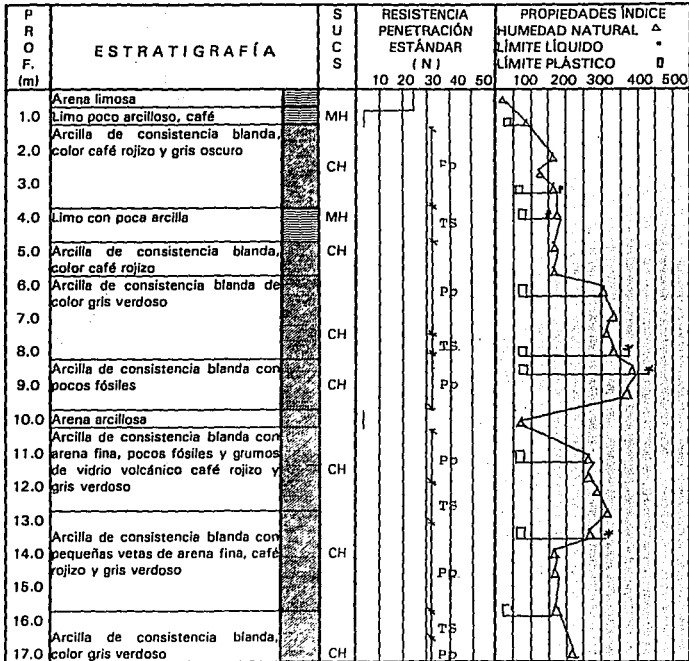 P R O F. (m)
ESTRATIGRAFÍA
S U C S
RESISTENCIA
PENETRACIÓN
ESTÁNDAR
( N )
10 20 30 40 50
PROPIEDADES ÍNDICE
HUMEDAD NATURAL
LÍMITE LÍQUIDO
LÍMITE PLÁSTICO
100 200 300 400 500
Arena limosa
1.0 Limo poco arcilloso, café MH
Arcilla de consistencia blanda,
2.0 color café rojizo y gris oscuro
CH Pp
3.0
4.0 Limo con poca arcilla MH TS
5.0 Arcilla de consistencia blanda, CH
color café rojizo
6.0 Arcilla de consistencia blanda de Pp
color gris verdoso
7.0
CH TS
8.0
Arcilla de consistencia blanda con
9.0 pocos fósiles CH Pp
10.0 Arena arcillosa
Arcilla de consistencia blanda con
11.0 arena fina, pocos fósiles y grumos Pp
de vidrio volcánico café rojizo y CH
12.0 gris verdoso
TS
13.0
Arcilla de consistencia blanda con
14.0 pequeñas vetas de arena fina, café CH
rojizo y gris verdoso Pp
15.0
16.0
TS
Arcilla de consistencia blanda,
17.0 color gris verdoso CH Pp